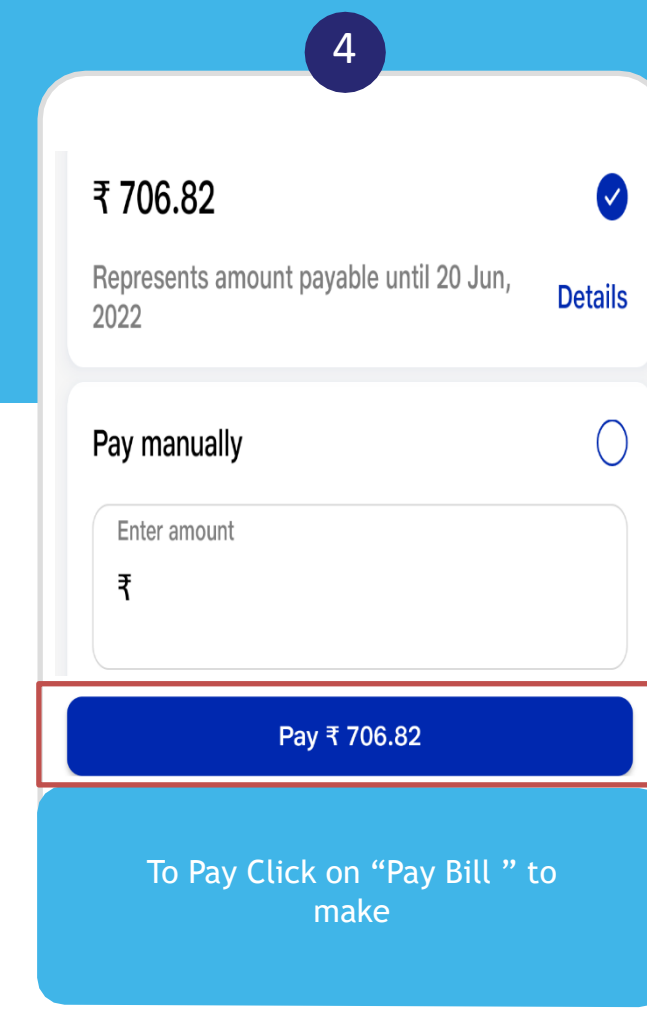 4
₹ 706.82
Represents amount payable until 20 Jun,
2022
Details
Pay manually
Enter amount
₹
Pay ₹ 706.82
To Pay Click on “Pay Bill ” to
make